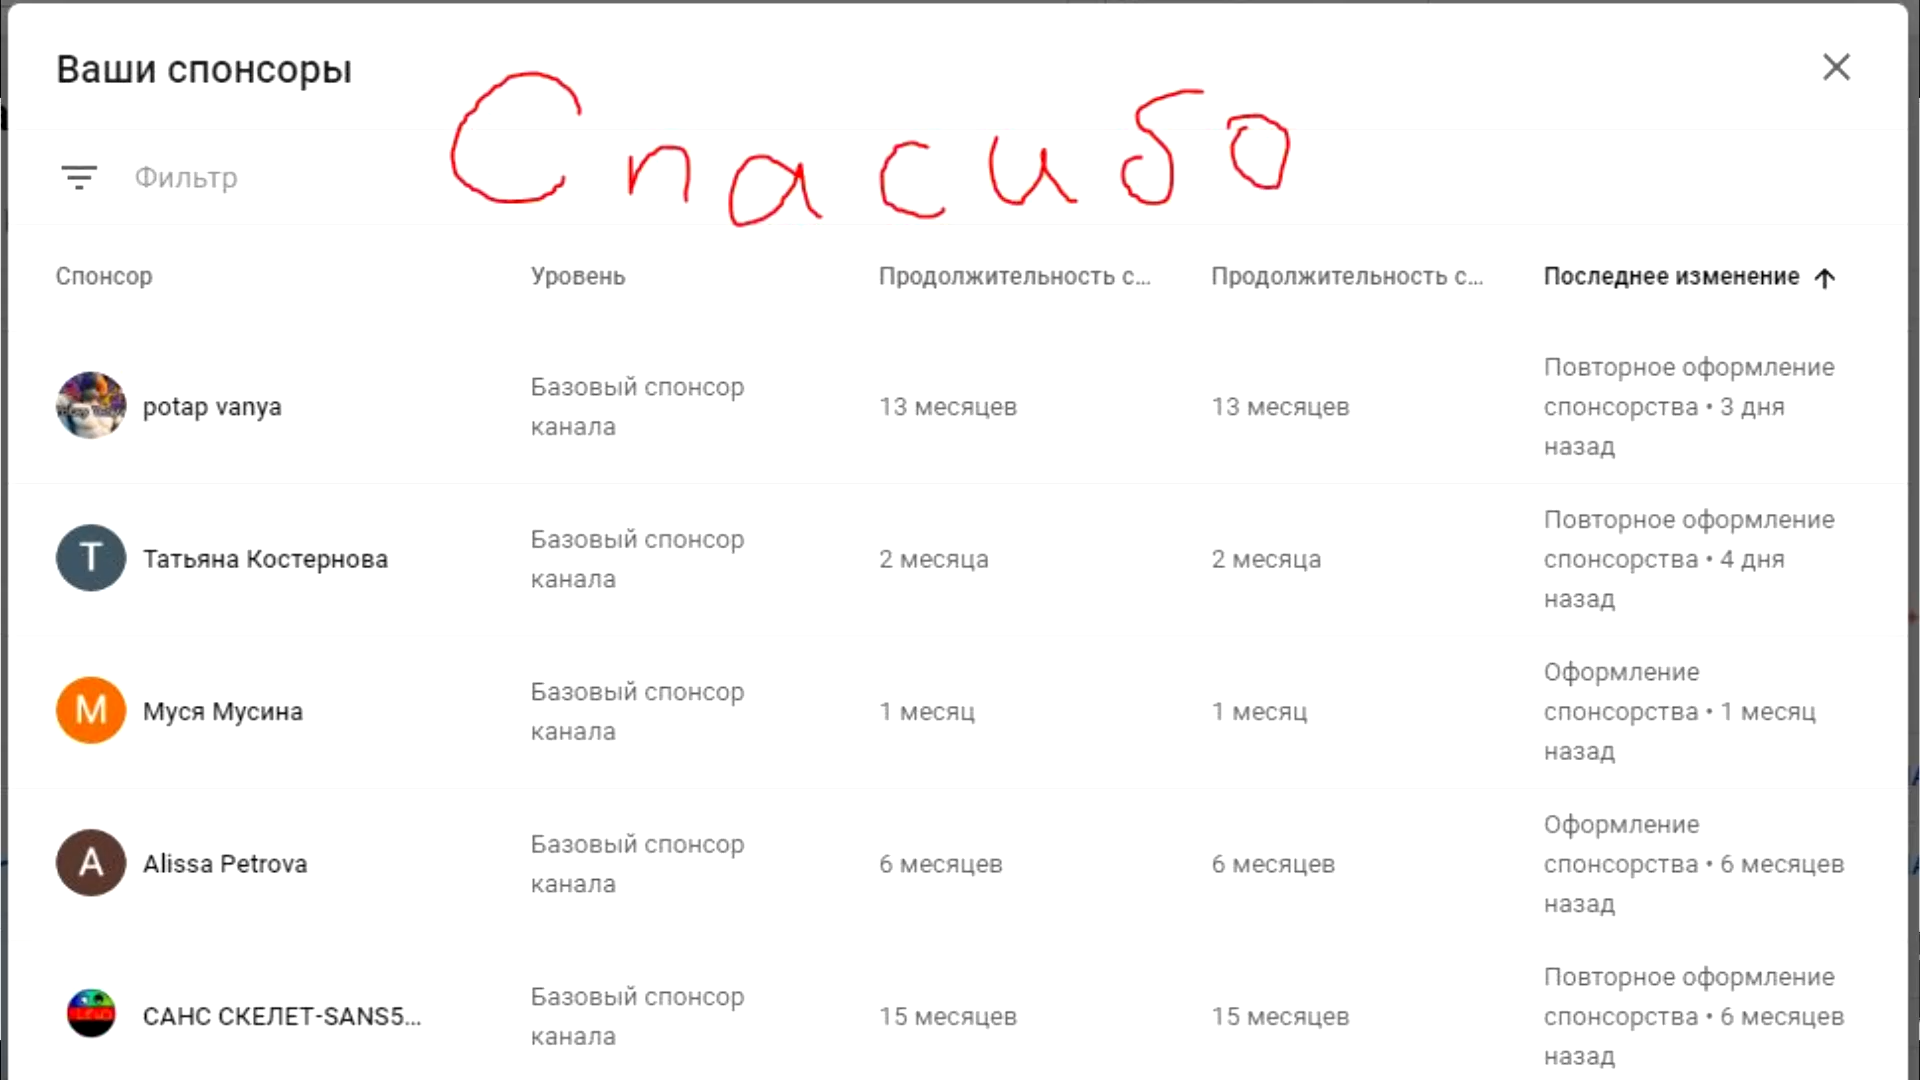 Ваши спонсоры
Спасибо
Фильтр
Спонсор Уровень Продолжительность с... Продолжительность с... Последнее изменение
potap vanya Базовый спонсор канала 13 месяцев 13 месяцев Повторное оформление спонсорства • 3 дня назад
Татьяна Костернова Базовый спонсор канала 2 месяца 2 месяца Повторное оформление спонсорства • 4 дня назад
Муся Мусина Базовый спонсор канала 1 месяц 1 месяц Оформление спонсорства • 1 месяц назад
Alissa Petrova Базовый спонсор канала 6 месяцев 6 месяцев Оформление спонсорства • 6 месяцев назад
САНС СКЕЛЕТ-SANS5... Базовый спонсор канала 15 месяцев 15 месяцев Повторное оформление спонсорства • 6 месяцев назад
T
М
A